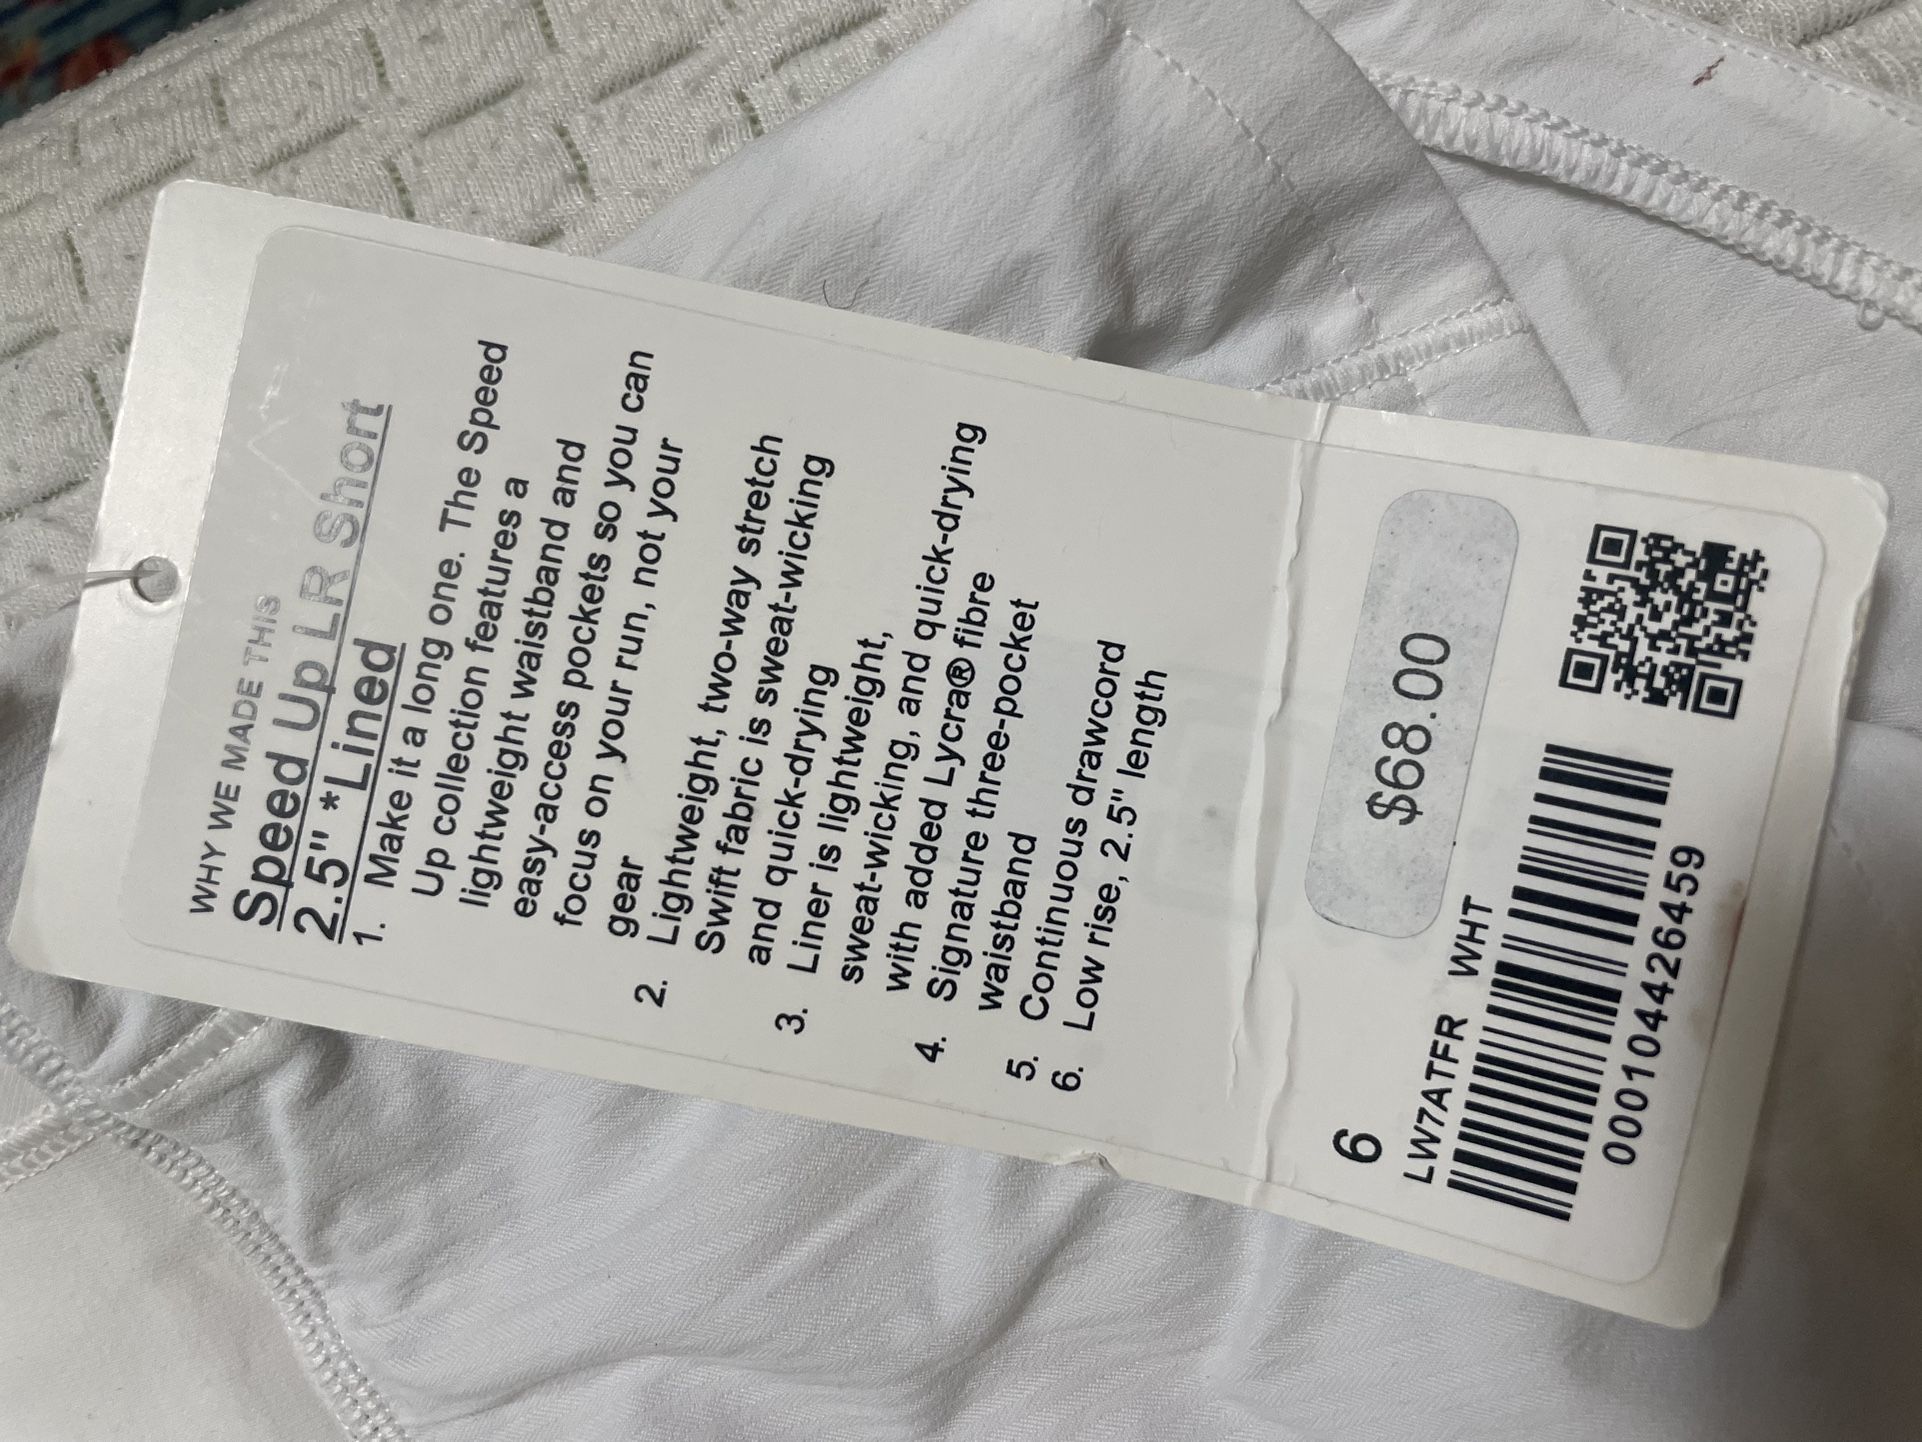 WHY WE MADE THIS
Speed Up LR Short
2.5" *Lined
1. Make it a long one. The Speed
Up collection features a
lightweight waistband and
easy-access pockets so you can
focus on your run, not your
gear
2. Lightweight, two-way stretch
Swift fabric is sweat-wicking
and quick-drying
3. Liner is lightweight,
sweat-wicking, and quick-drying
with added Lycra® fibre
4. Signature three-pocket
waistband
5. Continuous drawcord
6. Low rise, 2.5" length
$68.00
6
LW7ATFR WHT
000104426459